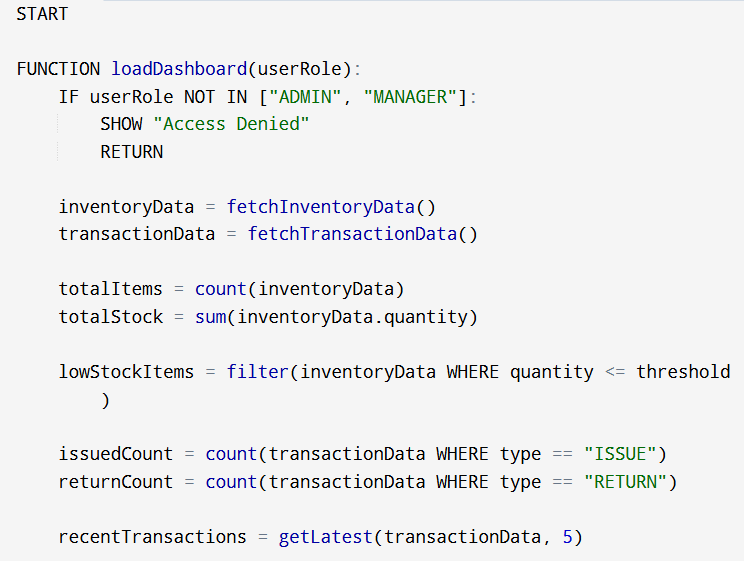 START
FUNCTION loadDashboard(userRole):
IF userRole NOT IN ["ADMIN", "MANAGER"]:
SHOW "Access Denied"
RETURN
inventoryData = fetchInventoryData()
transactionData = fetchTransactionData()
totalItems = count(inventoryData)
totalStock = sum(inventoryData.quantity)
lowStockItems = filter(inventoryData WHERE quantity <= threshold
)
issuedCount = count(transactionData WHERE type == "ISSUE")
returnCount = count(transactionData WHERE type == "RETURN")
recentTransactions = getLatest(transactionData, 5)